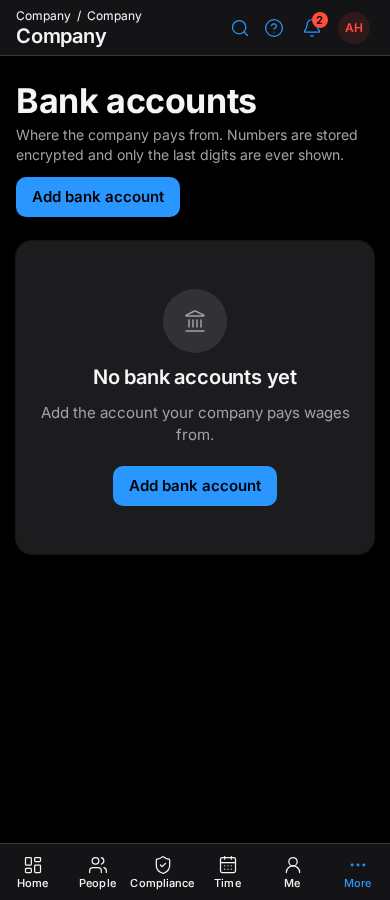 Company / Company
Company
2
AH
Bank accounts
Where the company pays from. Numbers are stored
encrypted and only the last digits are ever shown.
Add bank account
No bank accounts yet
Add the account your company pays wages
from.
Add bank account
Home People Compliance Time Me More